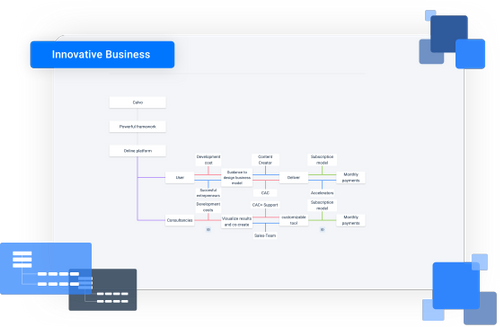 Innovative Business
Sales
Powerful framework
Online platform
Development
cost
Content
Creator
Subscription
model
User
Guidance to
design business
model
Deliver
Monthly
payments
Successful
entrepreneurs
CAC
Accelerators
Development
costs
CAC+ Support
Subscription
model
Consultancies
Visualize results
and co-create
customizable
tool
Monthly
payments
Sales Team